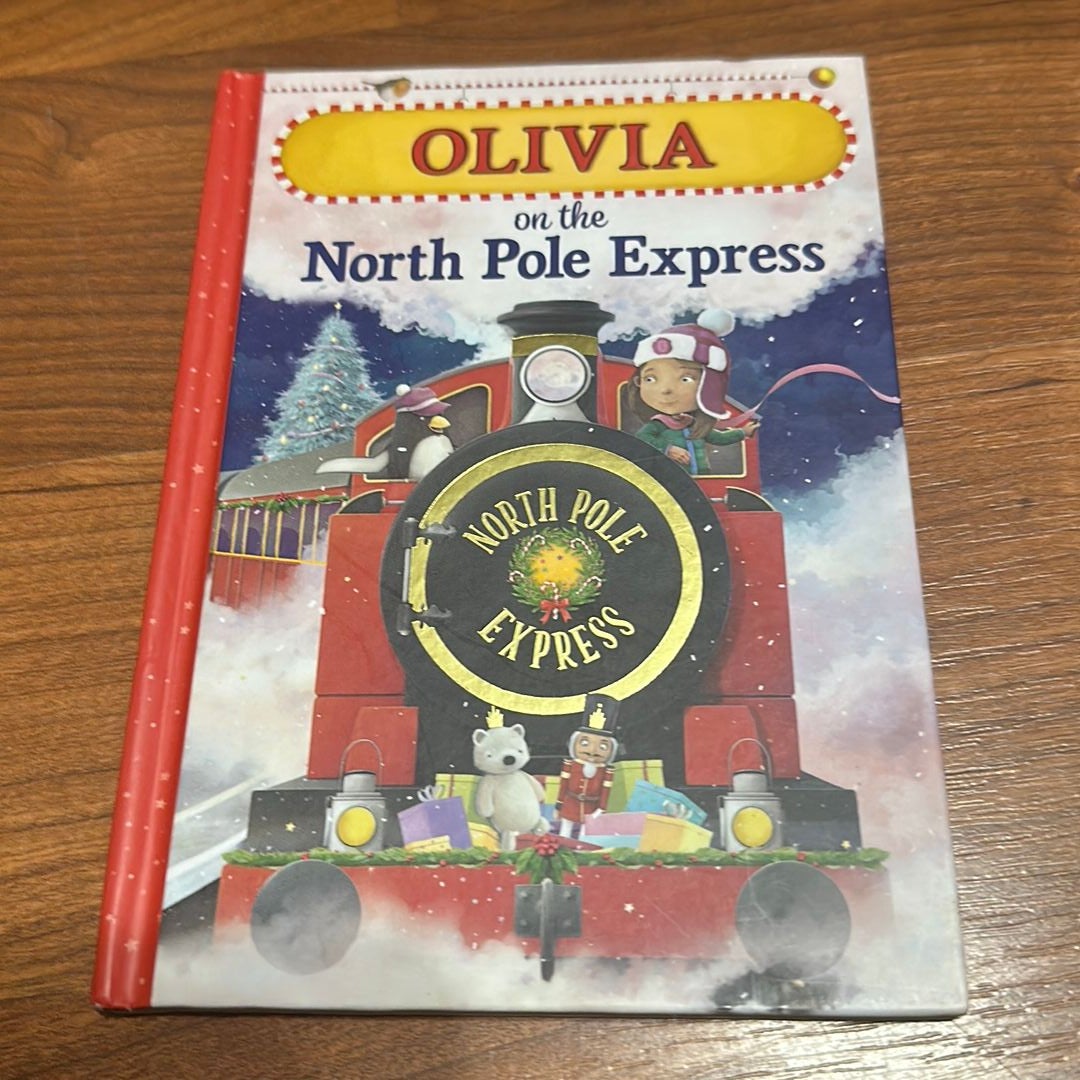 OLIVIA
on the
North Pole Express
NORTH POLE
EXPRESS